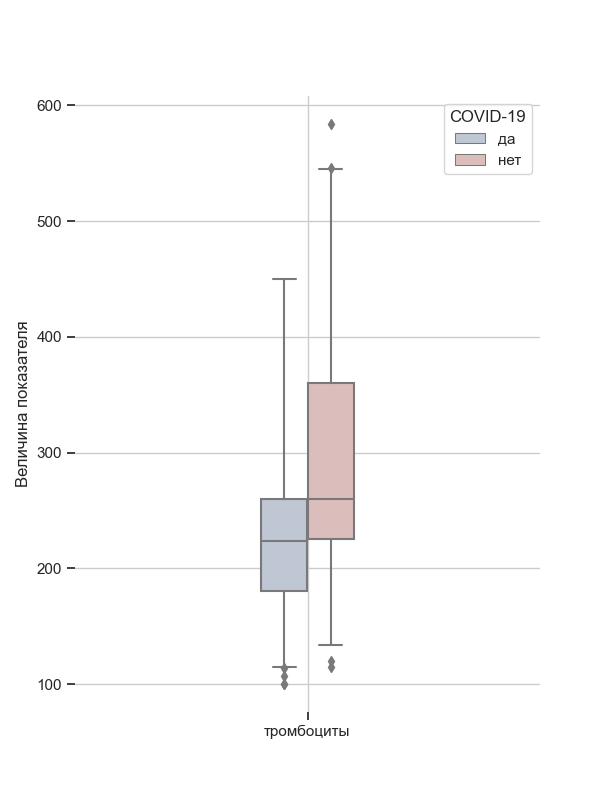 600
500
400
300
200
100
Величина показателя
COVID-19
да
нет
тромбоциты